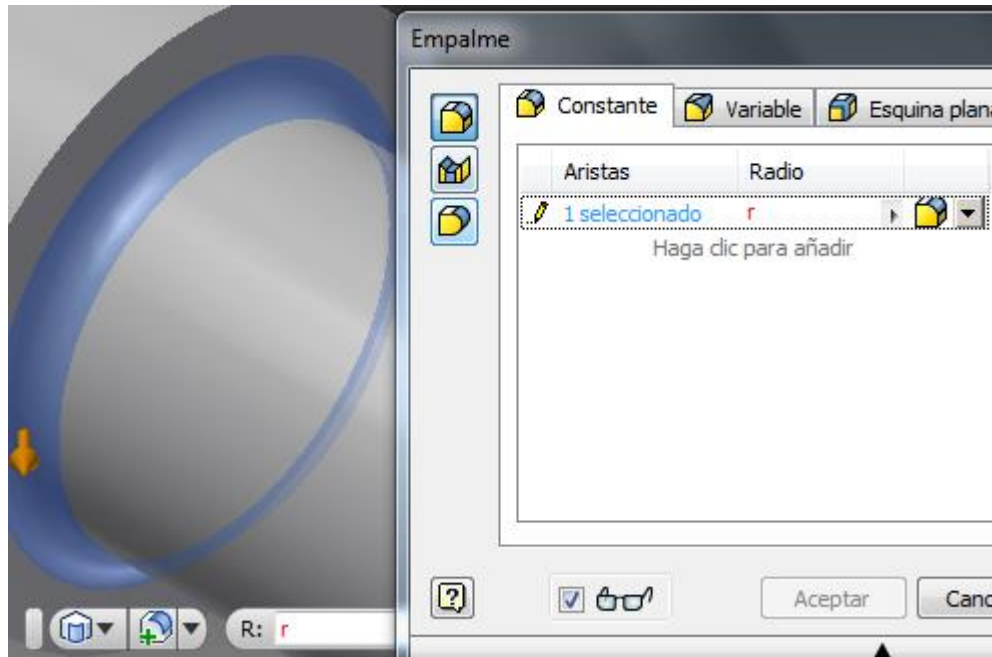 Empalme
Constante Variable Esquina plana
Aristas Radio
1 seleccionado r
Haga clic para añadir
Aceptar Canc
R: r